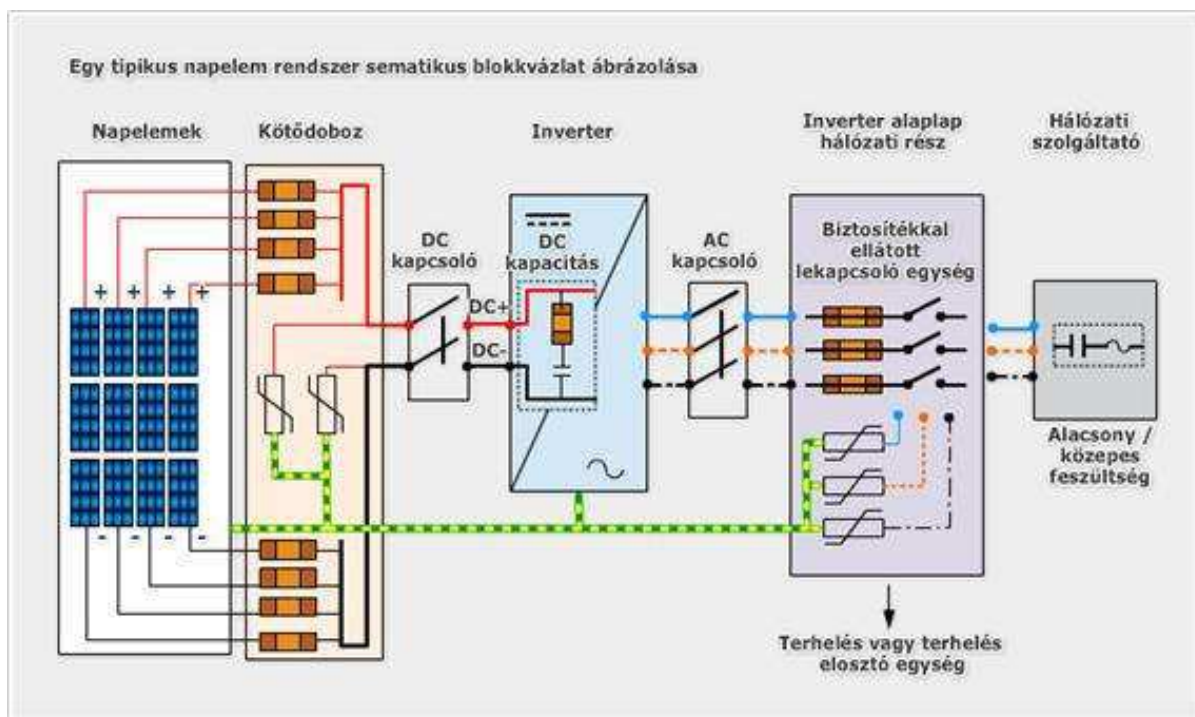 Egy tipikus napelem rendszer sematikus blokkvázlat ábrázolása
Napelemek
Kötődoboz
Inverter
Inverter alaplap
hálózati rész
Hálózati
szolgáltató
DC
kapcsoló
DC
kapacitás
AC
kapcsoló
Biztosítékkal
ellátott
lekapcsoló egység
+ + + +
DC+
DC-
- - - -
Alacsony /
közepes
feszültség
Terhelés vagy terhelés
elosztó egység